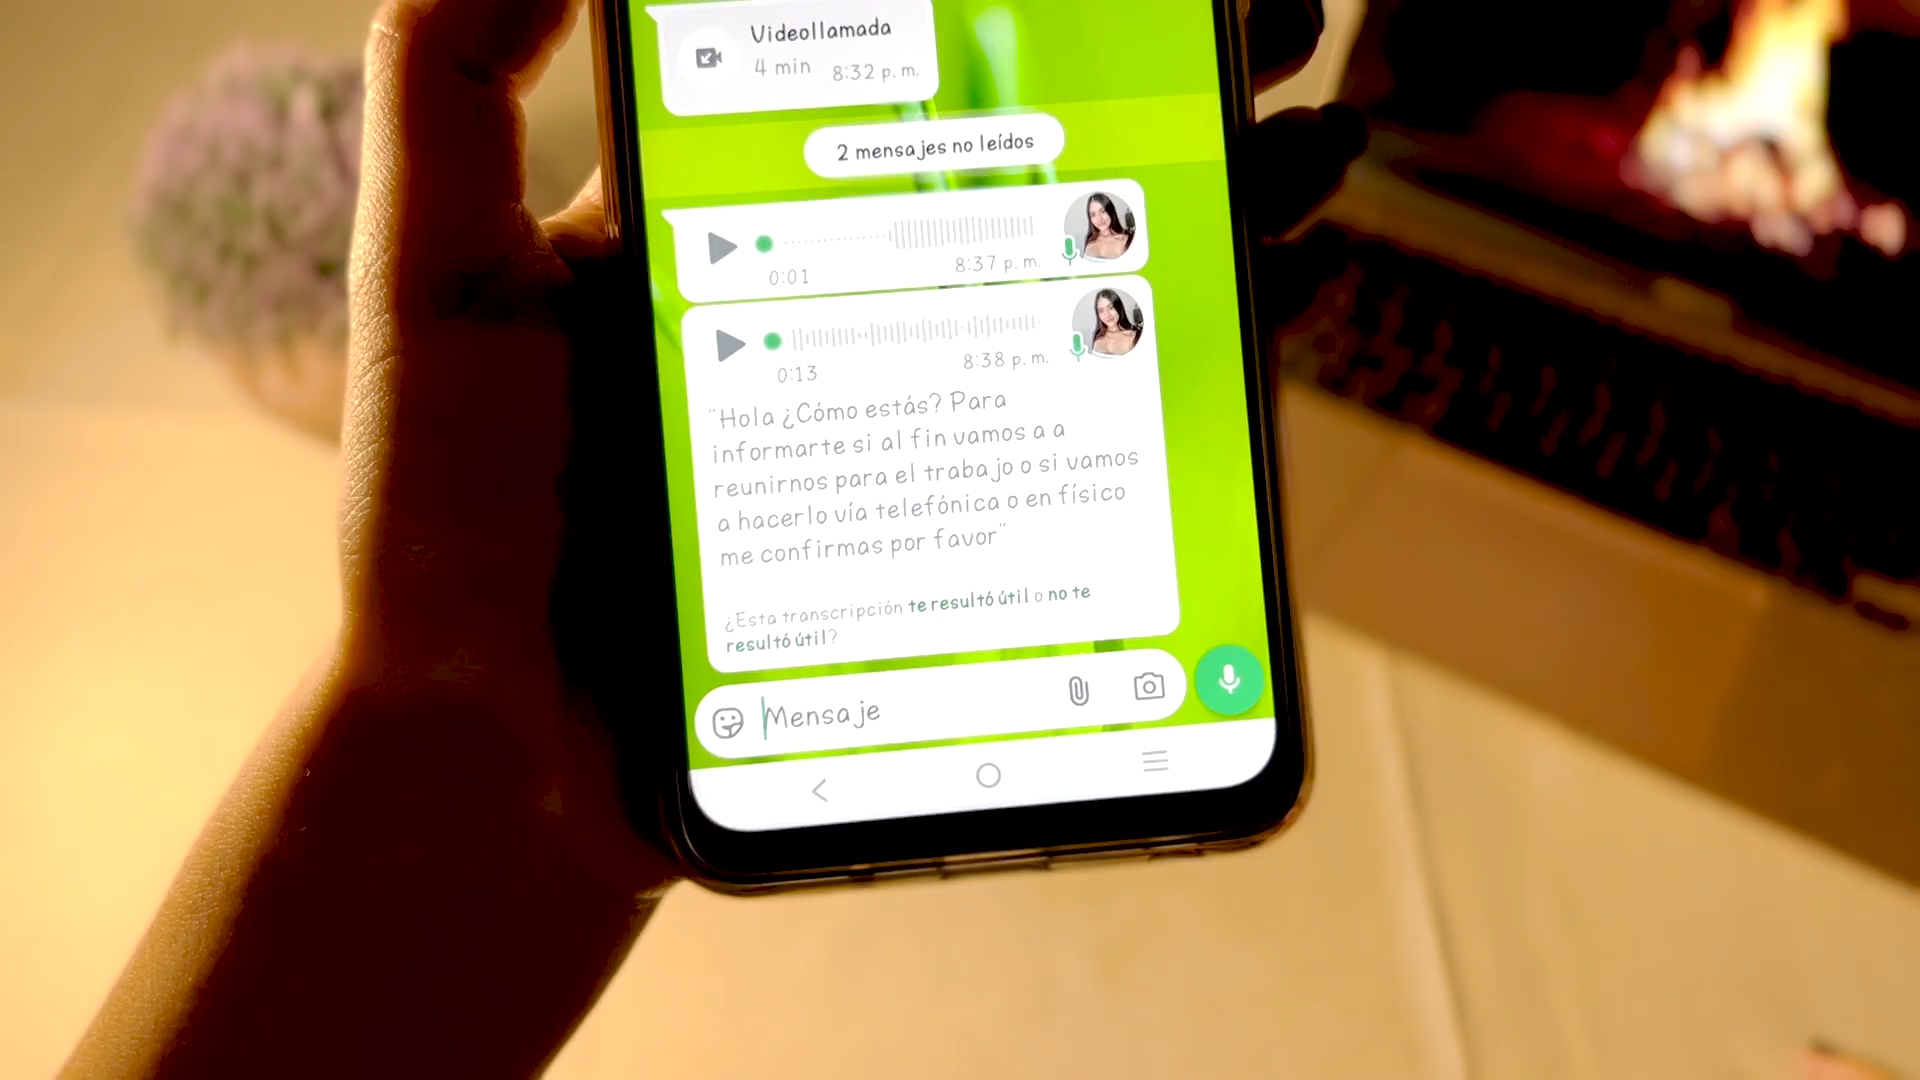 Videollamada
4 min 8:32 p. m.
2 mensajes no leídos
0:01 8:37 p. m.
0:13 8:38 p. m.
"Hola ¿Cómo estás? Para
informarte si al fin vamos a a
reunirnos para el trabajo o si vamos
a hacerlo vía telefónica o en físico
me confirmas por favor"
¿Esta transcripción te resultó útil o no te
resultó útil?
Mensaje